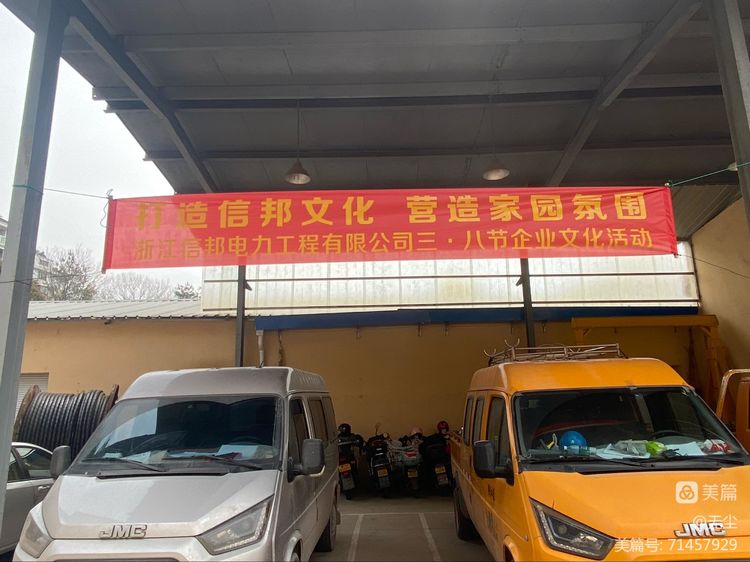 打造信邦文化 营造家园氛围
浙江信邦电力工程有限公司三·八节企业文化活动
JMC
JMC
美篇
@无尘
美篇号: 71457929